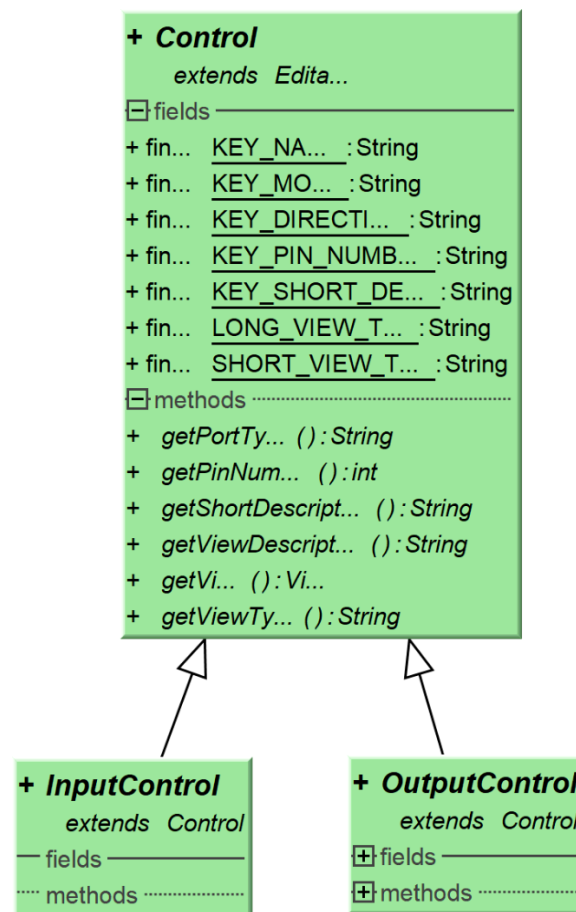 + Control
extends Edita...
fields
+ fin... KEY_NA... : String
+ fin... KEY_MO... : String
+ fin... KEY_DIRECTI... : String
+ fin... KEY_PIN_NUMB... : String
+ fin... KEY_SHORT_DE... : String
+ fin... LONG_VIEW_T... : String
+ fin... SHORT_VIEW_T... : String
methods
+ getPortTy... ( ) : String
+ getPinNum... ( ) : int
+ getShortDescript... ( ) : String
+ getViewDescript... ( ) : String
+ getVi... ( ) : Vi...
+ getViewTy... ( ) : String
+ InputControl
extends Control
fields
methods
+ OutputControl
extends Control
+ fields
+ methods